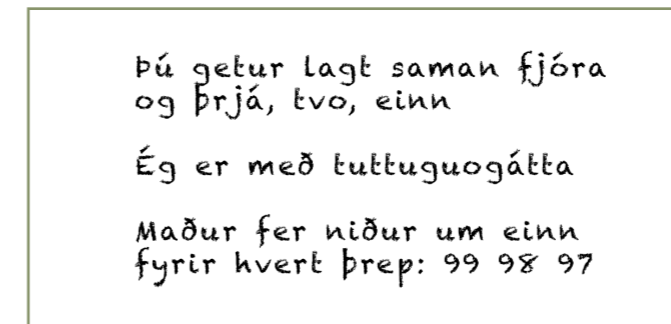 Þú getur lagt saman fjóra
og þrjá, tvo, einn
Ég er með tuttuguogátta
Maður fer niður um einn
fyrir hvert þrep: 99 98 97